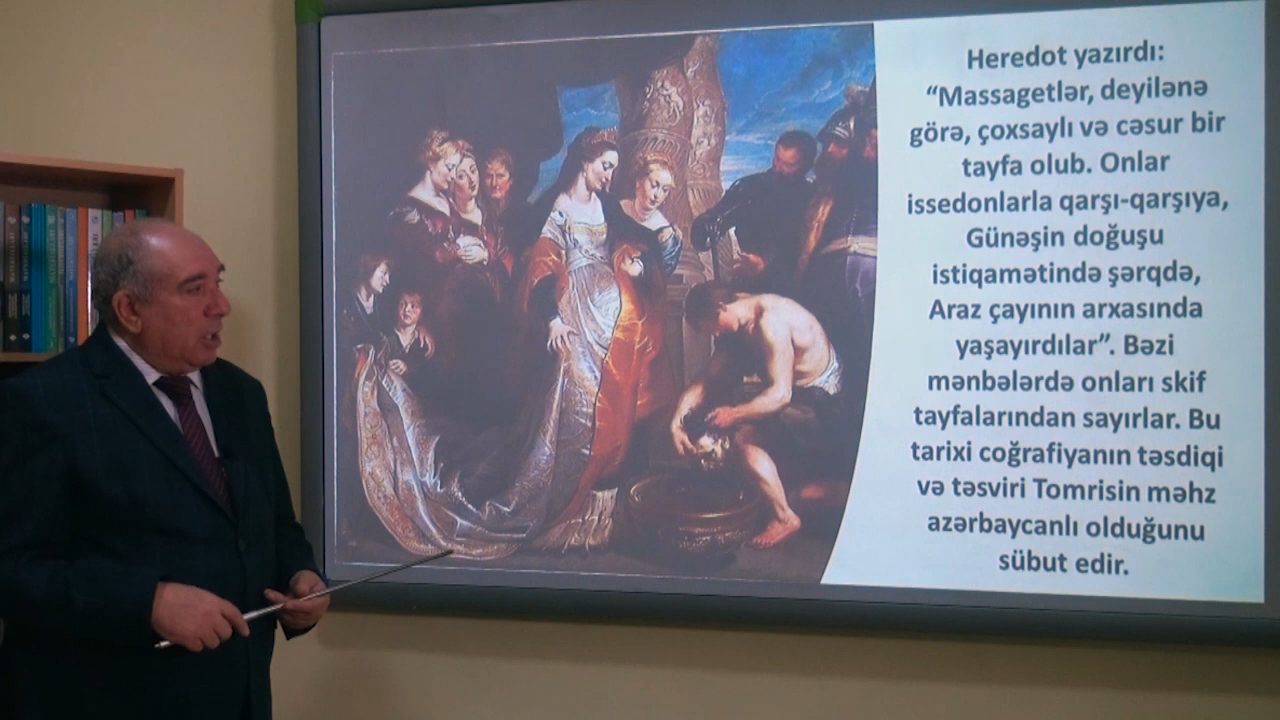 Heredot yazırdı:
“Massagetlər, deyilənə
görə, çoxsaylı və cəsur bir
tayfa olub. Onlar
issedonlarla qarşı-qarşıya,
Günəşin doğuşu
istiqamətində şərqdə,
Araz çayının arxasında
yaşayırdılar”. Bəzi
mənbələrdə onları skif
tayfalarından sayırlar. Bu
tarixi coğrafiyanın təsdiqi
və təsviri Tomrisin məhz
azərbaycanlı olduğunu
sübut edir.